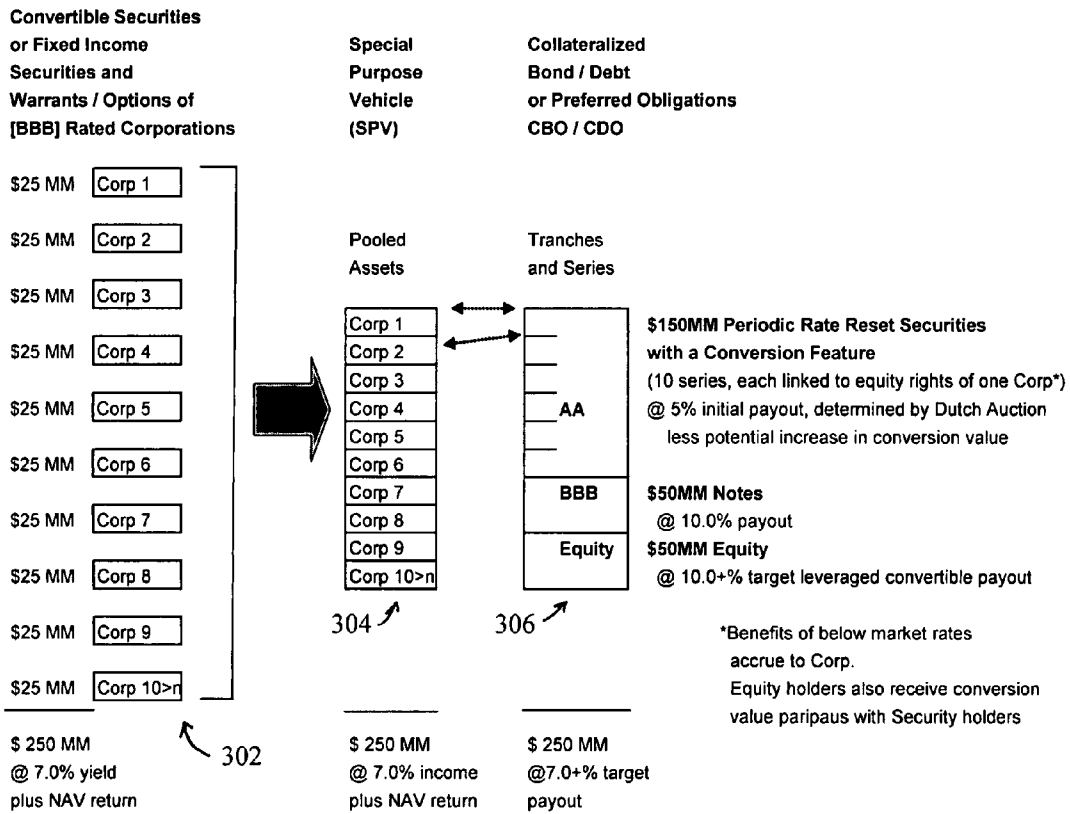 Convertible Securities
or Fixed Income
Securities and
Warrants / Options of
[BBB] Rated Corporations
Special
Purpose
Vehicle
(SPV)
Collateralized
Bond / Debt
or Preferred Obligations
CBO / CDO
$25 MM Corp 1
$25 MM Corp 2
$25 MM Corp 3
$25 MM Corp 4
$25 MM Corp 5
$25 MM Corp 6
$25 MM Corp 7
$25 MM Corp 8
$25 MM Corp 9
$25 MM Corp 10>n
302
$ 250 MM
@ 7.0% yield
plus NAV return
Pooled
Assets
Corp 1
Corp 2
Corp 3
Corp 4
Corp 5
Corp 6
Corp 7
Corp 8
Corp 9
Corp 10>n
304
$ 250 MM
@ 7.0% income
plus NAV return
Tranches
and Series
AA
BBB
Equity
306
$ 250 MM
@7.0+% target
payout
$150MM Periodic Rate Reset Securities
with a Conversion Feature
(10 series, each linked to equity rights of one Corp*)
@ 5% initial payout, determined by Dutch Auction
less potential increase in conversion value
$50MM Notes
@ 10.0% payout
$50MM Equity
@ 10.0+% target leveraged convertible payout
*Benefits of below market rates
accrue to Corp.
Equity holders also receive conversion
value paripaus with Security holders